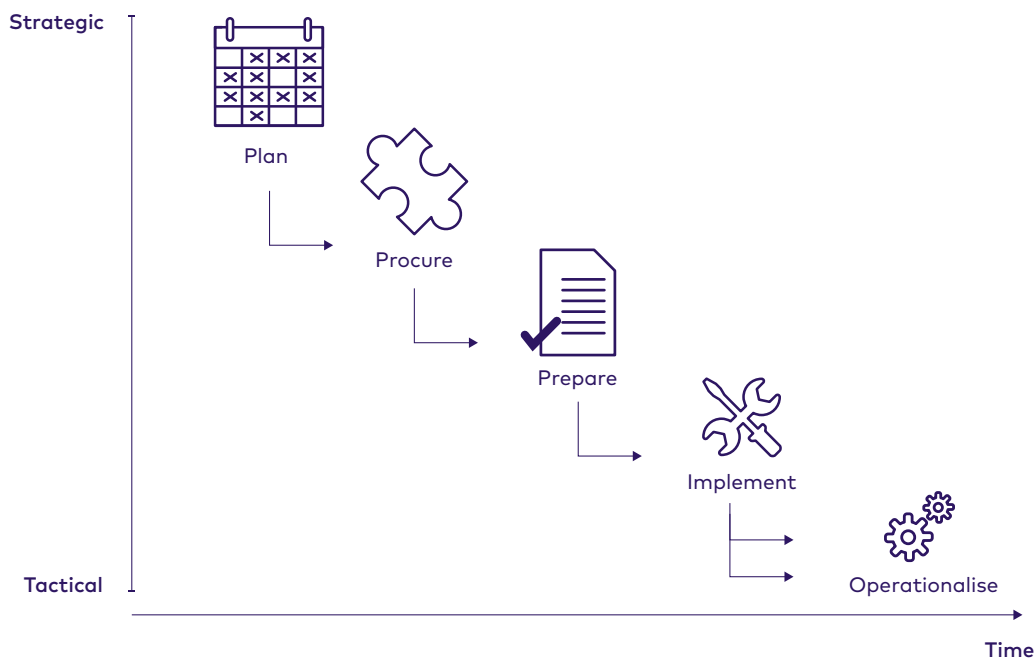 Strategic
Plan
Procure
Prepare
Implement
Tactical
Operationalise
Time